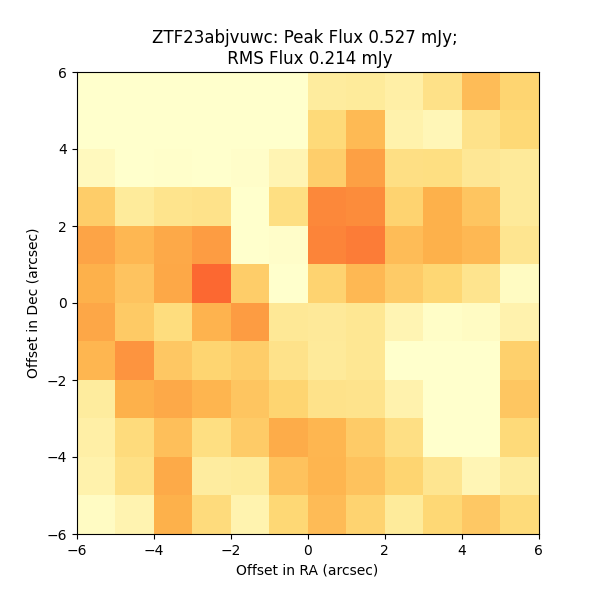 ZTF23abjvuwc: Peak Flux 0.527 mJy;
RMS Flux 0.214 mJy
6
4
2
0
−2
−4
−6
Offset in Dec (arcsec)
−6 −4 −2 0 2 4 6
Offset in RA (arcsec)